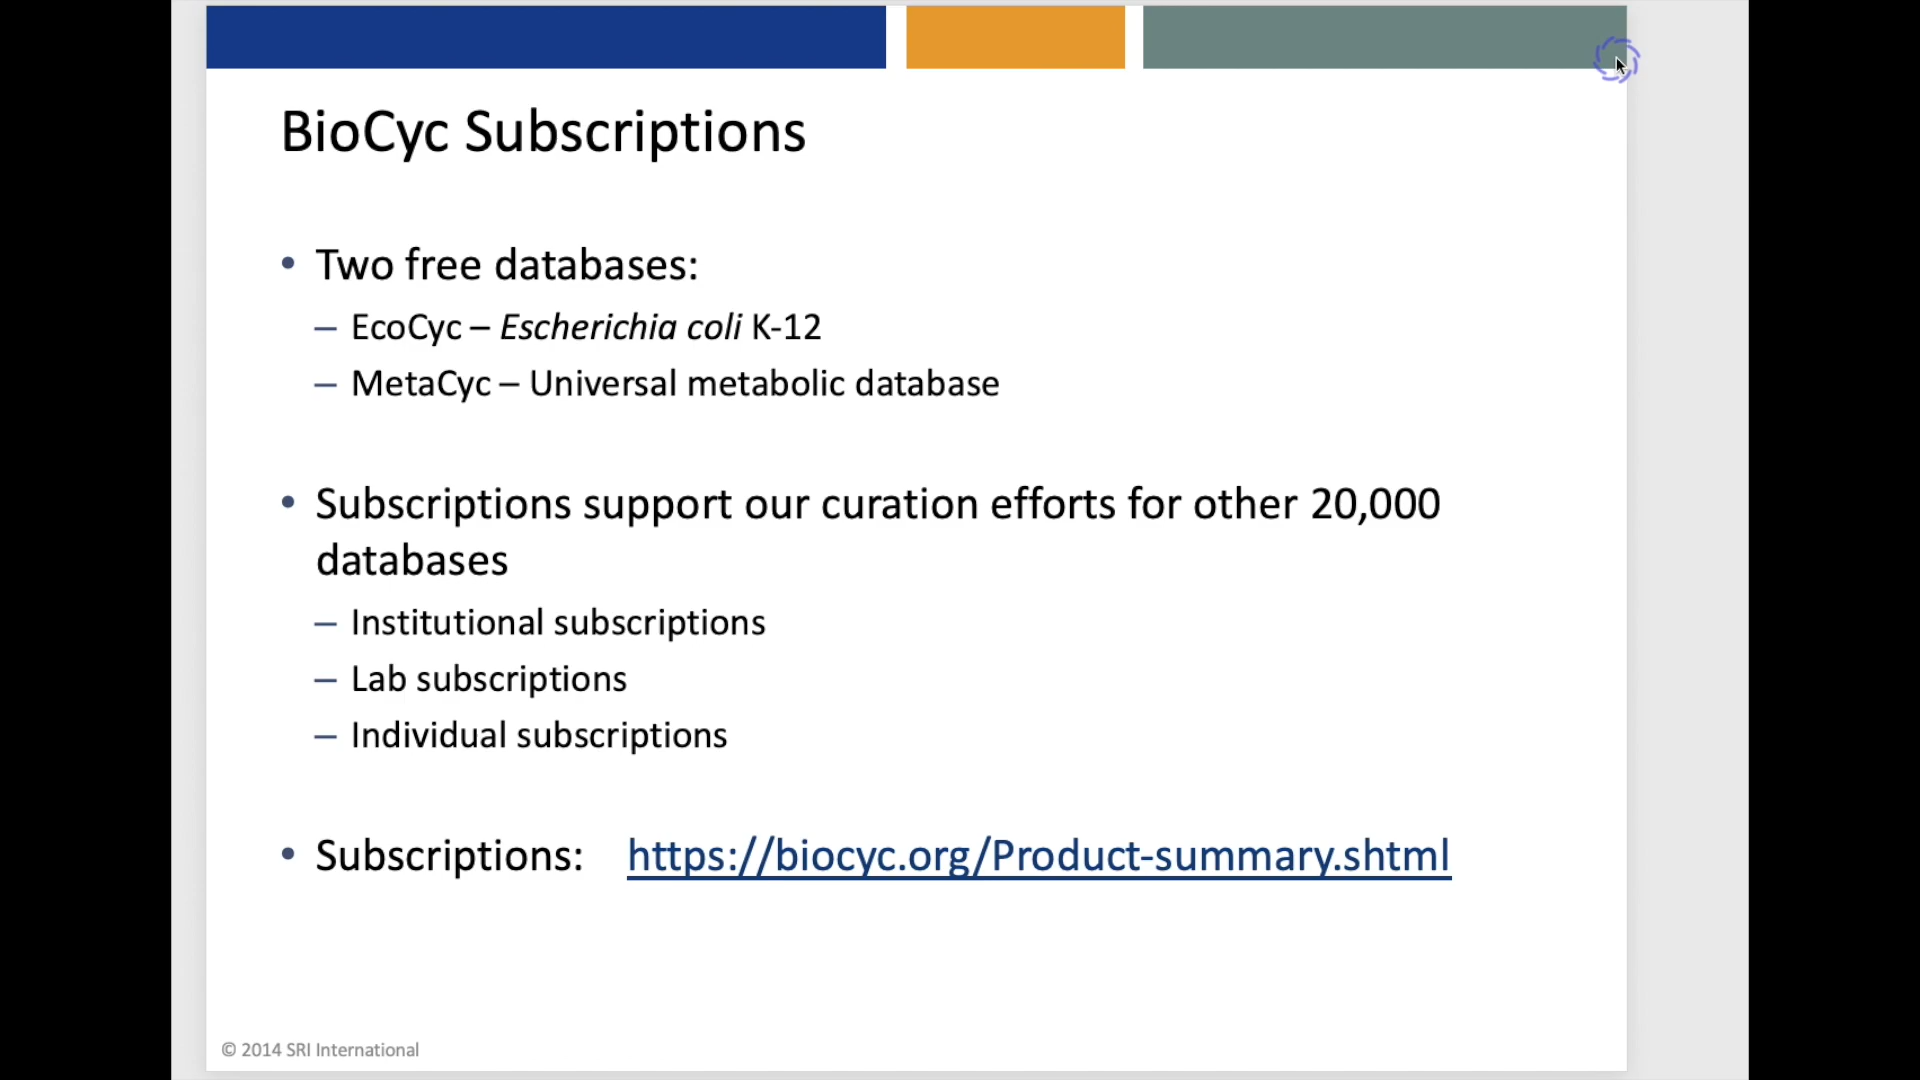 BioCyc Subscriptions
• Two free databases:
– EcoCyc – Escherichia coli K-12
– MetaCyc – Universal metabolic database
• Subscriptions support our curation efforts for other 20,000
databases
– Institutional subscriptions
– Lab subscriptions
– Individual subscriptions
• Subscriptions: https://biocyc.org/Product-summary.shtml
© 2014 SRI International